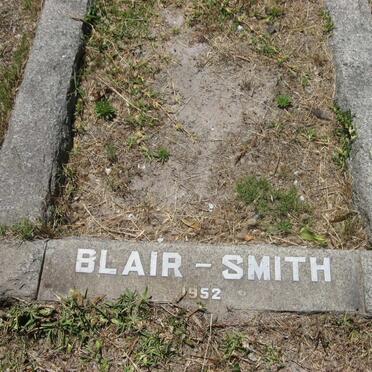 BLAIR - SMITH
1952